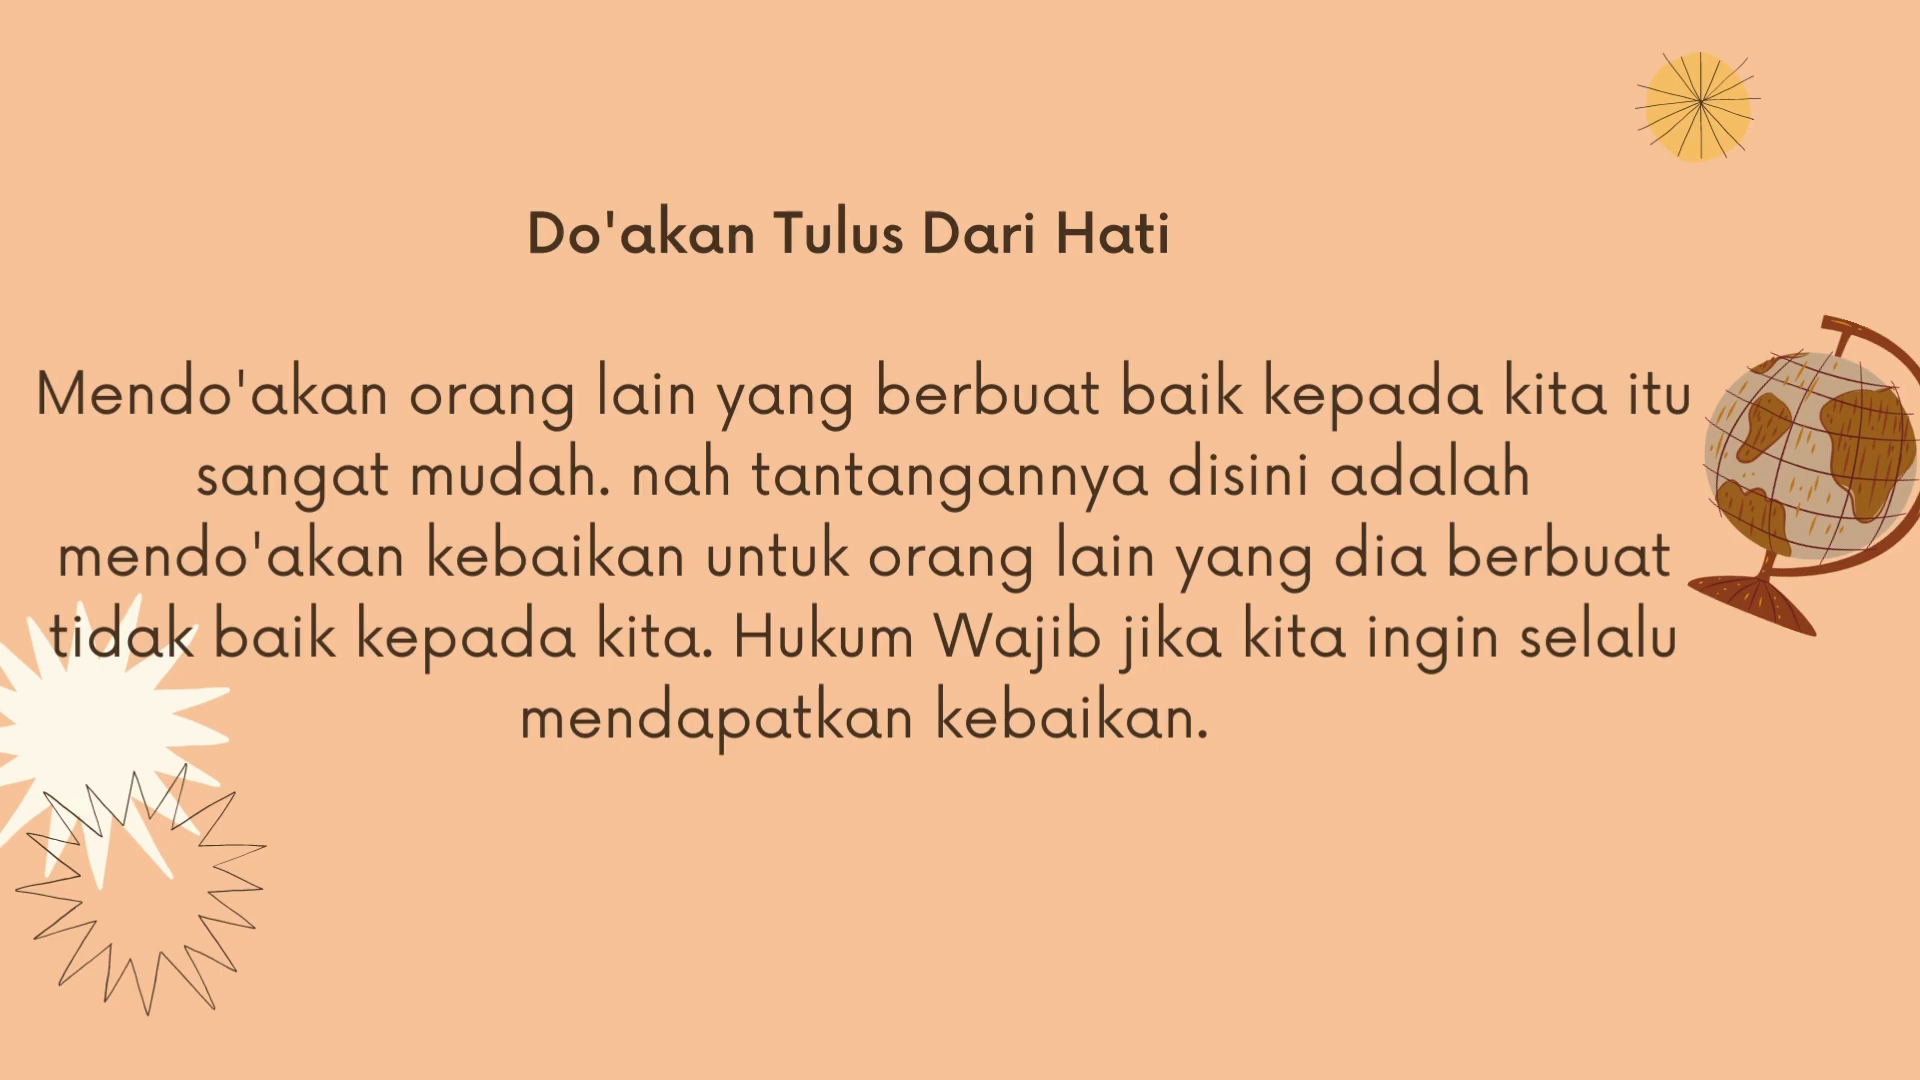 Do'akan Tulus Dari Hati
Mendo'akan orang lain yang berbuat baik kepada kita itu
sangat mudah. nah tantangannya disini adalah
mendo'akan kebaikan untuk orang lain yang dia berbuat
tidak baik kepada kita. Hukum Wajib jika kita ingin selalu
mendapatkan kebaikan.